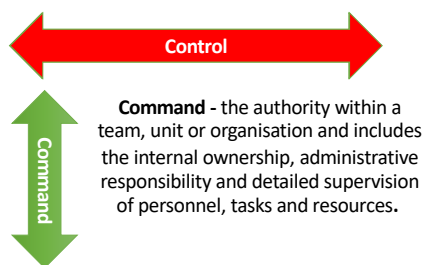 Control
Command
Command - the authority within a
team, unit or organisation and includes
the internal ownership, administrative
responsibility and detailed supervision
of personnel, tasks and resources.